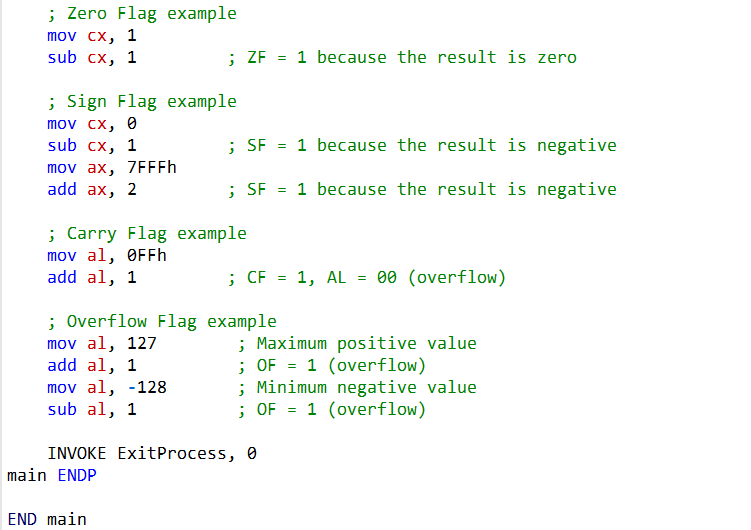 ; Zero Flag example
mov cx, 1
sub cx, 1         ; ZF = 1 because the result is zero

; Sign Flag example
mov cx, 0
sub cx, 1         ; SF = 1 because the result is negative
mov ax, 7FFFh
add ax, 2         ; SF = 1 because the result is negative

; Carry Flag example
mov al, 0FFh
add al, 1         ; CF = 1, AL = 00 (overflow)

; Overflow Flag example
mov al, 127        ; Maximum positive value
add al, 1          ; OF = 1 (overflow)
mov al, -128       ; Minimum negative value
sub al, 1          ; OF = 1 (overflow)

INVOKE ExitProcess, 0
main ENDP

END main